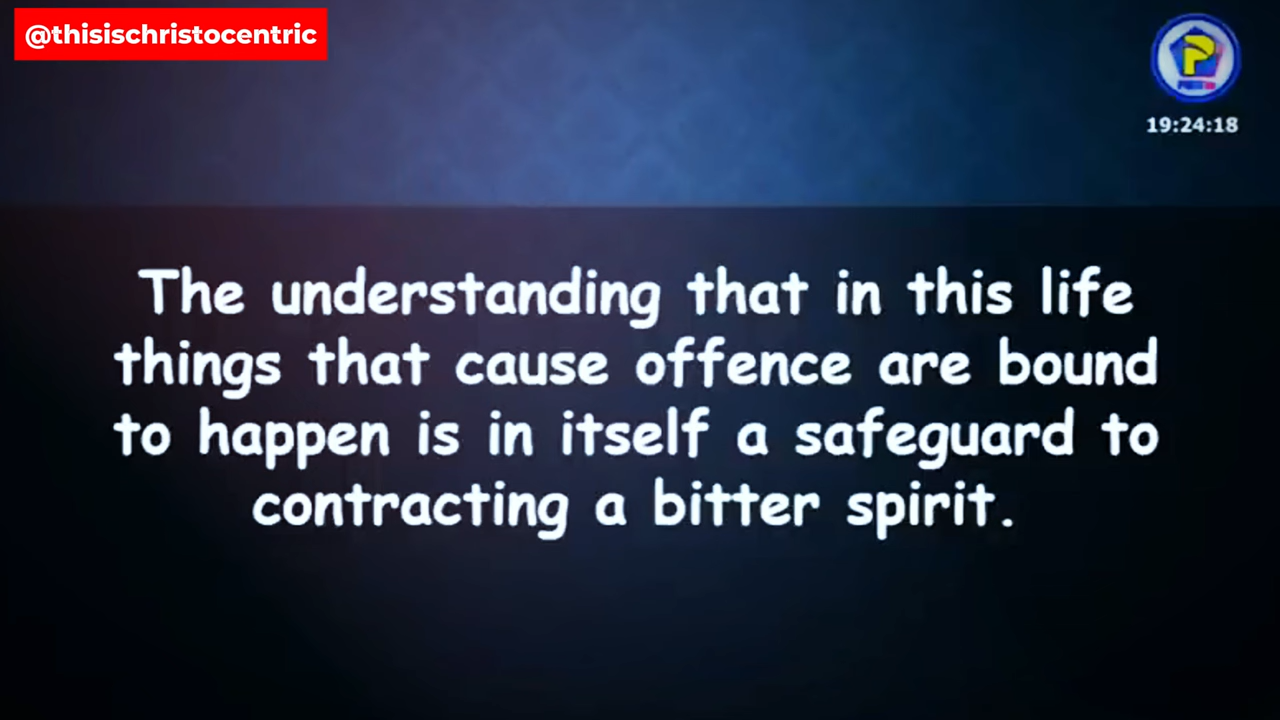 @thisischristocentric
P
19:24:18
The understanding that in this life
things that cause offence are bound
to happen is in itself a safeguard to
contracting a bitter spirit.